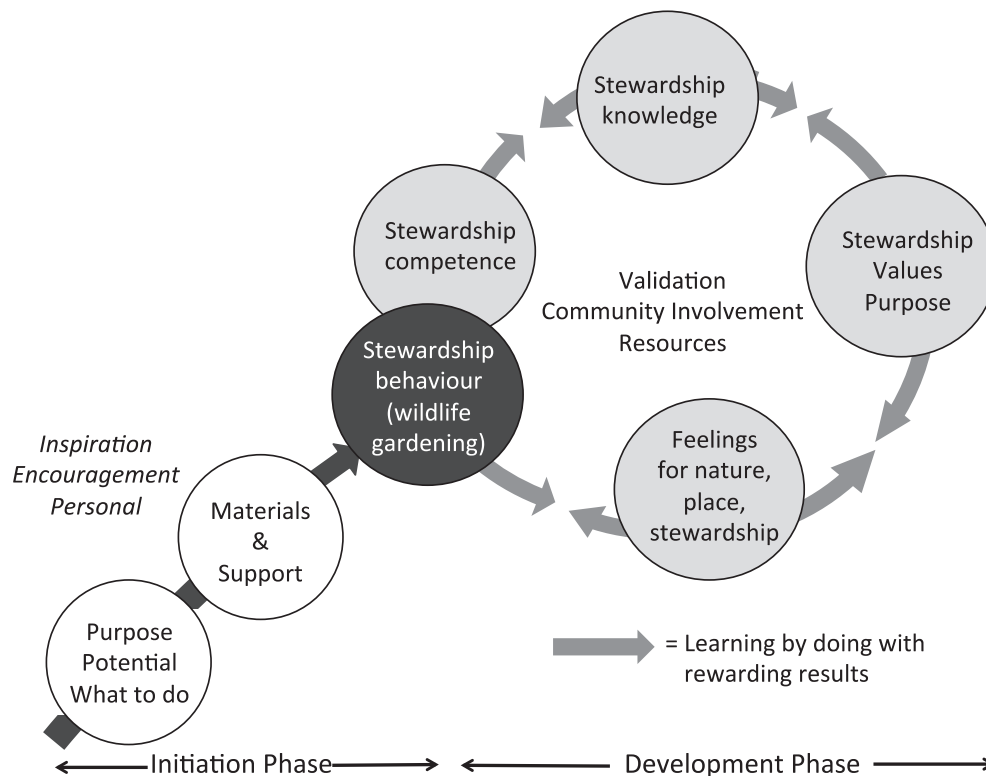 Stewardship
knowledge
Stewardship
competence
Stewardship
Values
Purpose
Validation
Community Involvement
Resources
Stewardship
behaviour
(wildlife
gardening)
Feelings
for nature,
place,
stewardship
Inspiration
Encouragement
Personal
Materials
&
Support
Purpose
Potential
What to do
= Learning by doing with
rewarding results
Initiation Phase
Development Phase